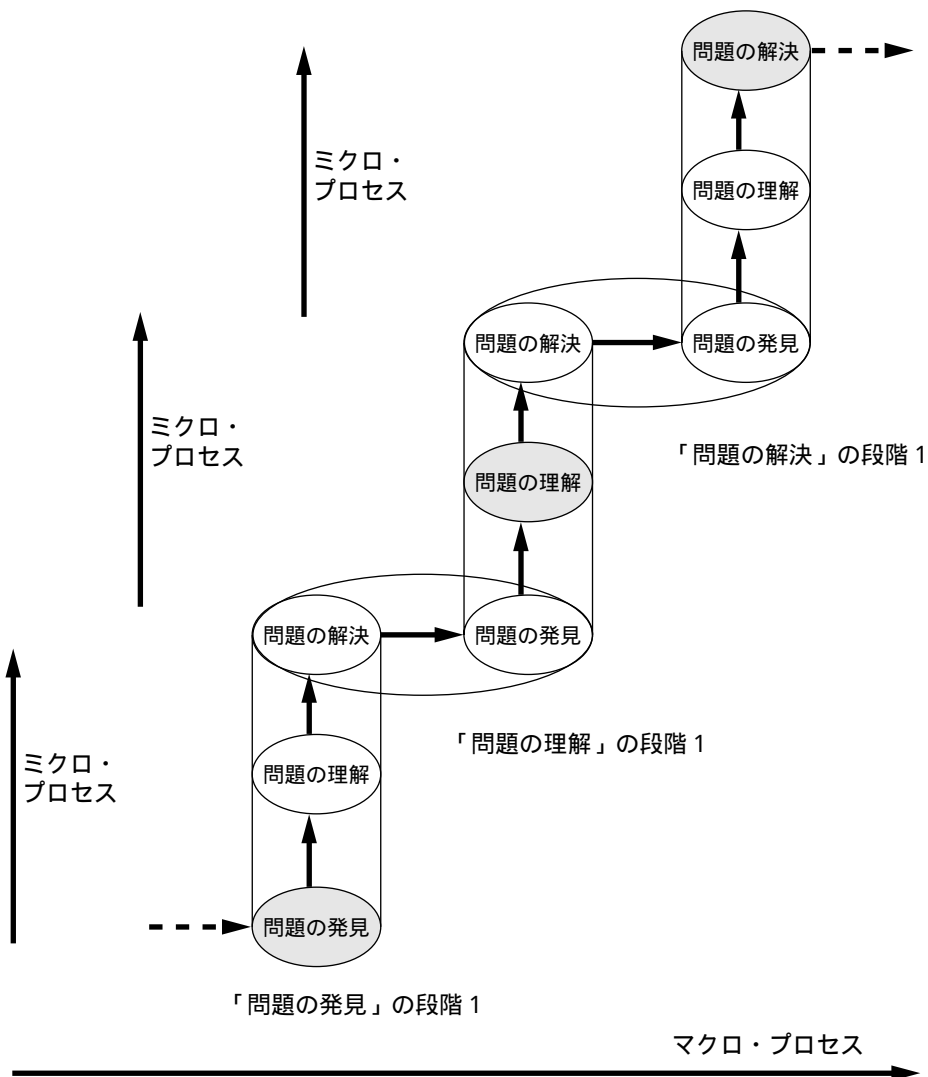 問題の解決
ミクロ・
プロセス
問題の理解
問題の解決
問題の発見
ミクロ・
プロセス
「問題の解決」の段階1
問題の理解
問題の解決
問題の発見
「問題の理解」の段階1
ミクロ・
プロセス
問題の理解
問題の発見
「問題の発見」の段階1
マクロ・プロセス